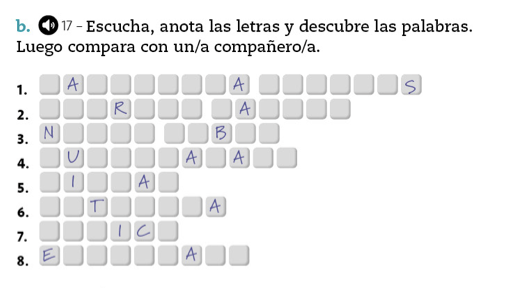 b. 17 - Escucha, anota las letras y descubre las palabras.
Luego compara con un/a compañero/a.
1. A A S
2. R A
3. N B
4. U A A
5. I A
6. T A
7. I C
8. E A